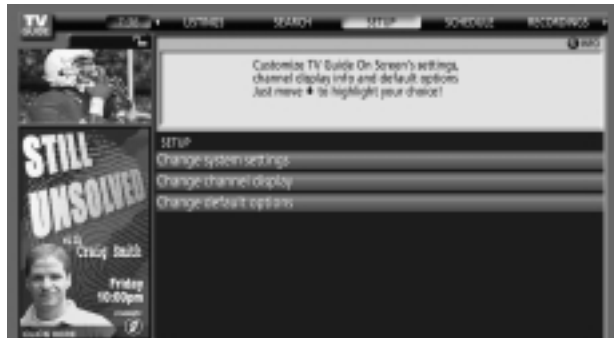 TV
GUIDE
LISTINGS SEARCH SETUP SCHEDULE RECORDINGS
INFO
Customize TV Guide On Screen's settings,
channel display info and default options
Just move to highlight your choice!
SETUP
Change system settings
Change channel display
Change default options
STILL
UNSOLVED
with
Craig Smith
Friday
10:00pm